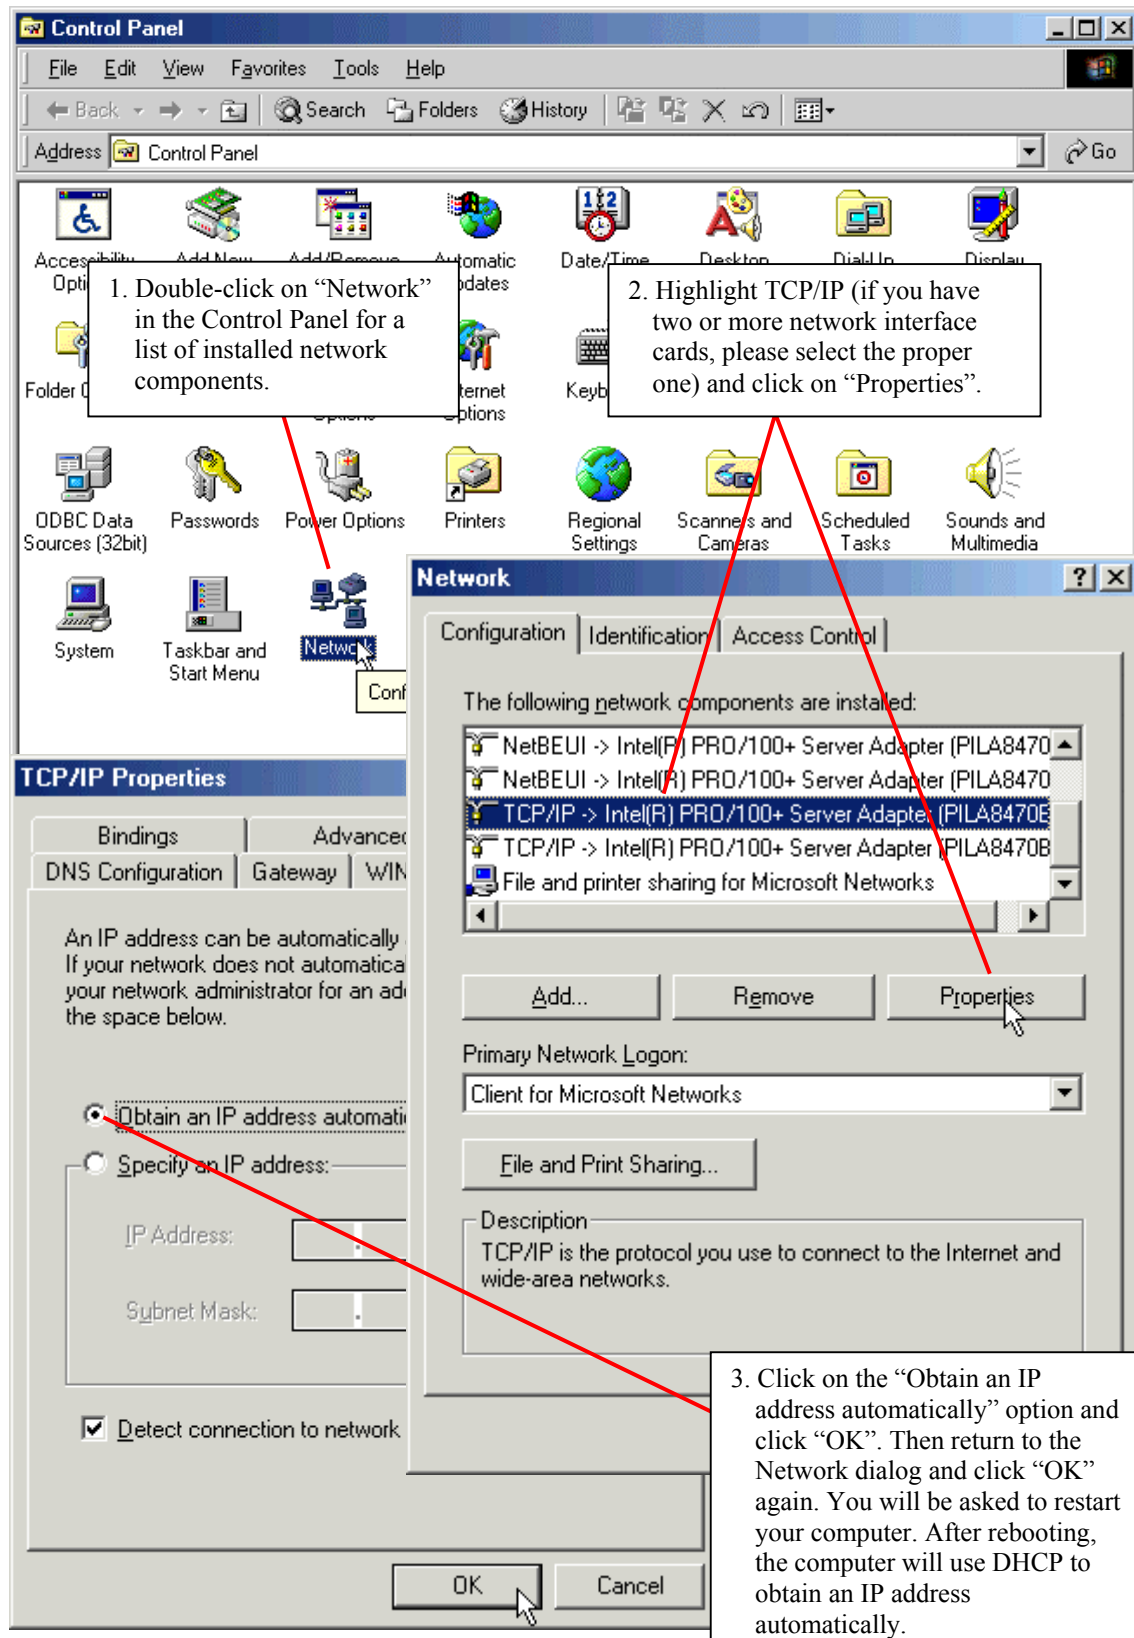 Control Panel
File Edit View Favorites Tools Help
Back Search Folders History
Address Control Panel Go
Accessibility Add New Add/Remove Automatic Date/Time Desktop Dial-Up Display
1. Double-click on “Network”
in the Control Panel for a
list of installed network
components.
2. Highlight TCP/IP (if you have
two or more network interface
cards, please select the proper
one) and click on “Properties”.
Folder
Options Options
ODBC Data
Sources (32bit)
Passwords
Power Options
Printers
Regional
Settings
Scanners and
Cameras
Scheduled
Tasks
Sounds and
Multimedia
System
Taskbar and
Start Menu
Network
Conf
Network
Configuration Identification Access Control
The following network components are installed:
NetBEUI -> Intel(R) PRO/100+ Server Adapter (PILA8470
NetBEUI -> Intel(R) PRO/100+ Server Adapter (PILA8470
TCP/IP -> Intel(R) PRO/100+ Server Adapter (PILA8470E
TCP/IP -> Intel(R) PRO/100+ Server Adapter (PILA8470B
File and printer sharing for Microsoft Networks
Add... Remove Properties
Primary Network Logon:
Client for Microsoft Networks
File and Print Sharing...
Description
TCP/IP is the protocol you use to connect to the Internet and
wide-area networks.
TCP/IP Properties
Bindings Advanced
DNS Configuration Gateway WIN
An IP address can be automatically
If your network does not automatica
your network administrator for an ad
the space below.
Obtain an IP address automati
Specify an IP address:
IP Address:
Subnet Mask:
Detect connection to network
OK Cancel
3. Click on the “Obtain an IP
address automatically” option and
click “OK”. Then return to the
Network dialog and click “OK”
again. You will be asked to restart
your computer. After rebooting,
the computer will use DHCP to
obtain an IP address
automatically.